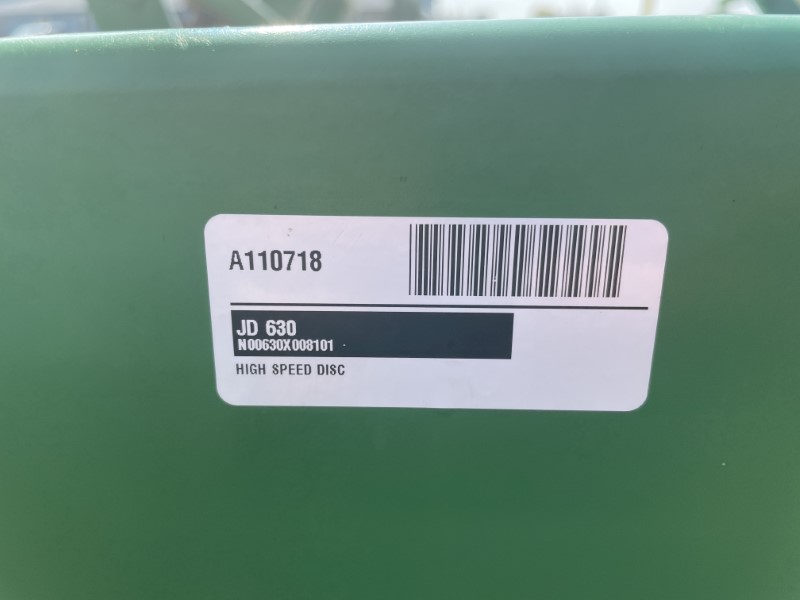 A110718
JD 630
N00630X008101
HIGH SPEED DISC